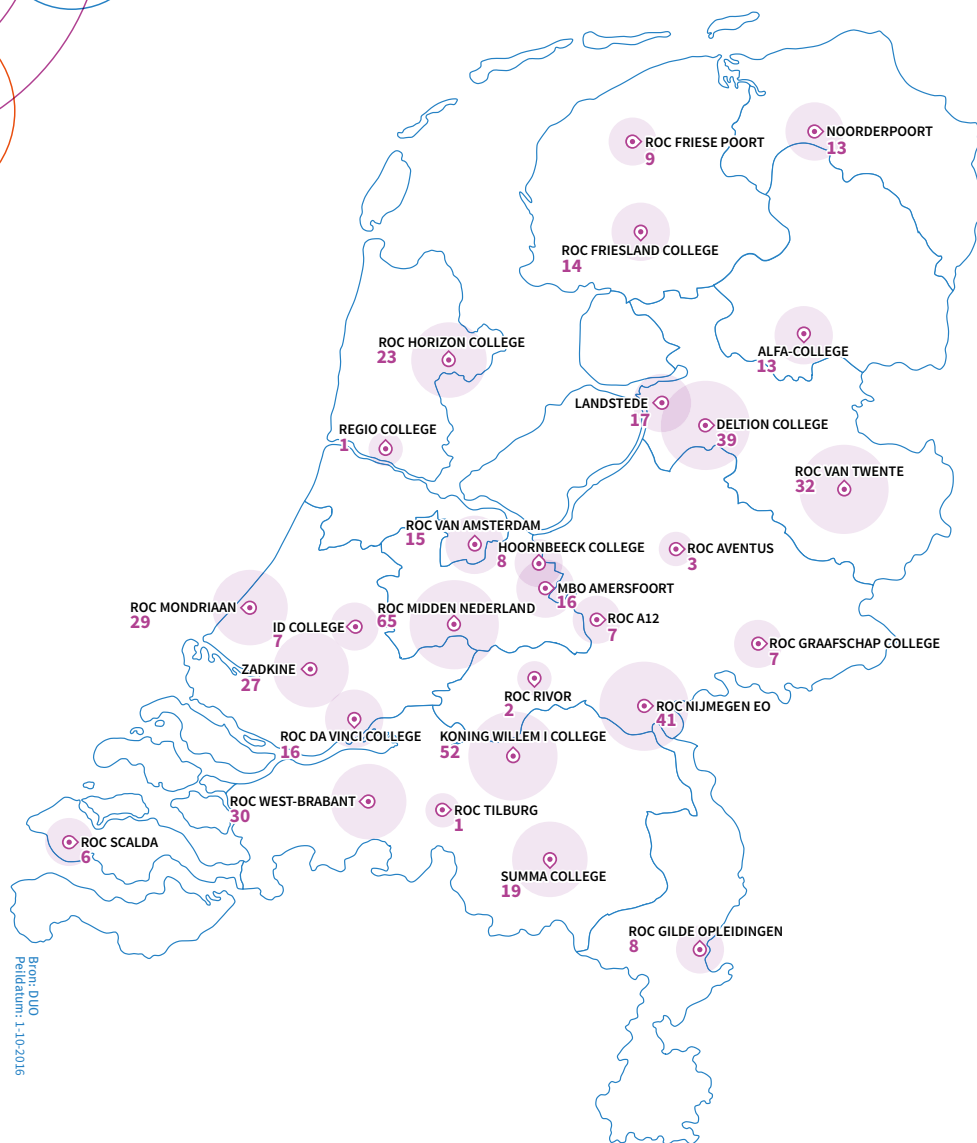 ROC FRIESE POORT
9
NOORDERPOORT
13
ROC FRIESLAND COLLEGE
14
ROC HORIZON COLLEGE
23
ALFA-COLLEGE
13
LANDSTEDE
17
DELTION COLLEGE
39
REGIO COLLEGE
1
ROC VAN TWENTE
32
ROC VAN AMSTERDAM
15
HOORNBEECK COLLEGE
8
ROC AVENTUS
3
MBO AMERSFOORT
16
ROC MONDRIAAN
29
ROC MIDDEN NEDERLAND
65
ID COLLEGE
7
ROC A12
7
ROC GRAAFSCHAP COLLEGE
7
ZADKINE
27
ROC RIVOR
2
ROC NIJMEGEN EO
41
ROC DA VINCI COLLEGE
16
KONING WILLEM I COLLEGE
52
ROC WEST-BRABANT
30
ROC TILBURG
1
ROC SCALDA
6
SUMMA COLLEGE
19
ROC GILDE OPLEIDINGEN
8
Bron: DUO
Peildatum: 1-10-2016